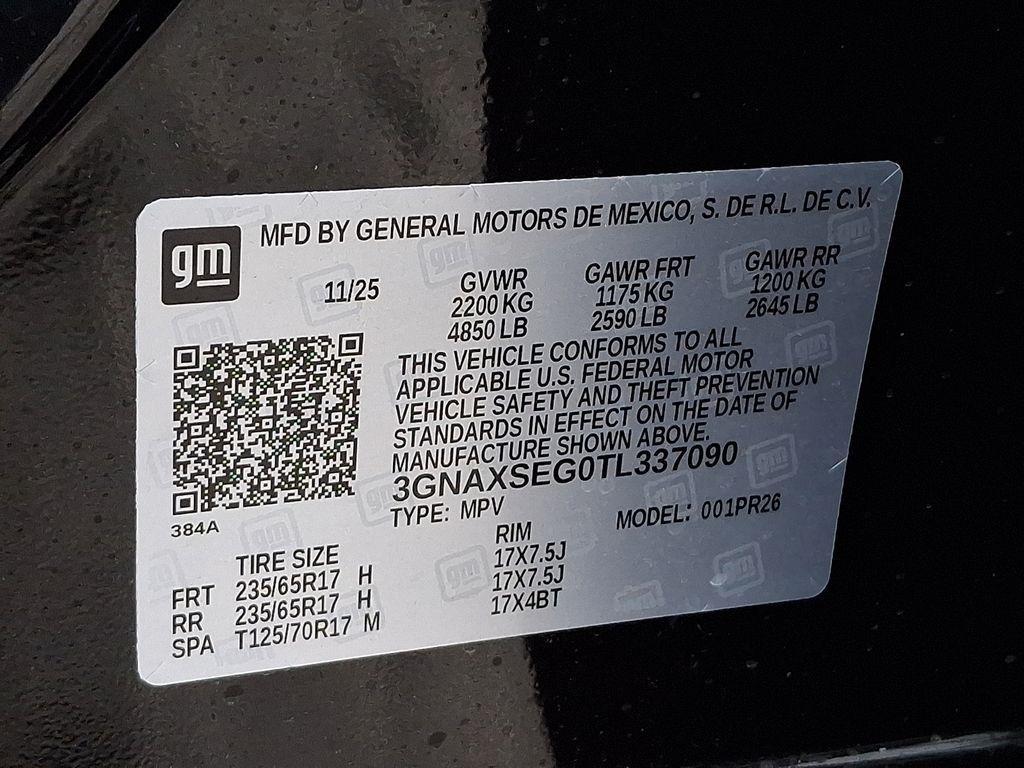 gm
MFD BY GENERAL MOTORS DE MEXICO, S. DE R.L. DE C.V.
11/25
GVWR GAWR FRT GAWR RR
2200 KG 1175 KG 1200 KG
4850 LB 2590 LB 2645 LB
THIS VEHICLE CONFORMS TO ALL
APPLICABLE U.S. FEDERAL MOTOR
VEHICLE SAFETY AND THEFT PREVENTION
STANDARDS IN EFFECT ON THE DATE OF
MANUFACTURE SHOWN ABOVE.
3GNAXSEG0TL337090
TYPE: MPV MODEL: 001PR26
384A
TIRE SIZE RIM
FRT 235/65R17 H 17X7.5J
RR 235/65R17 H 17X7.5J
SPA T125/70R17 M 17X4BT